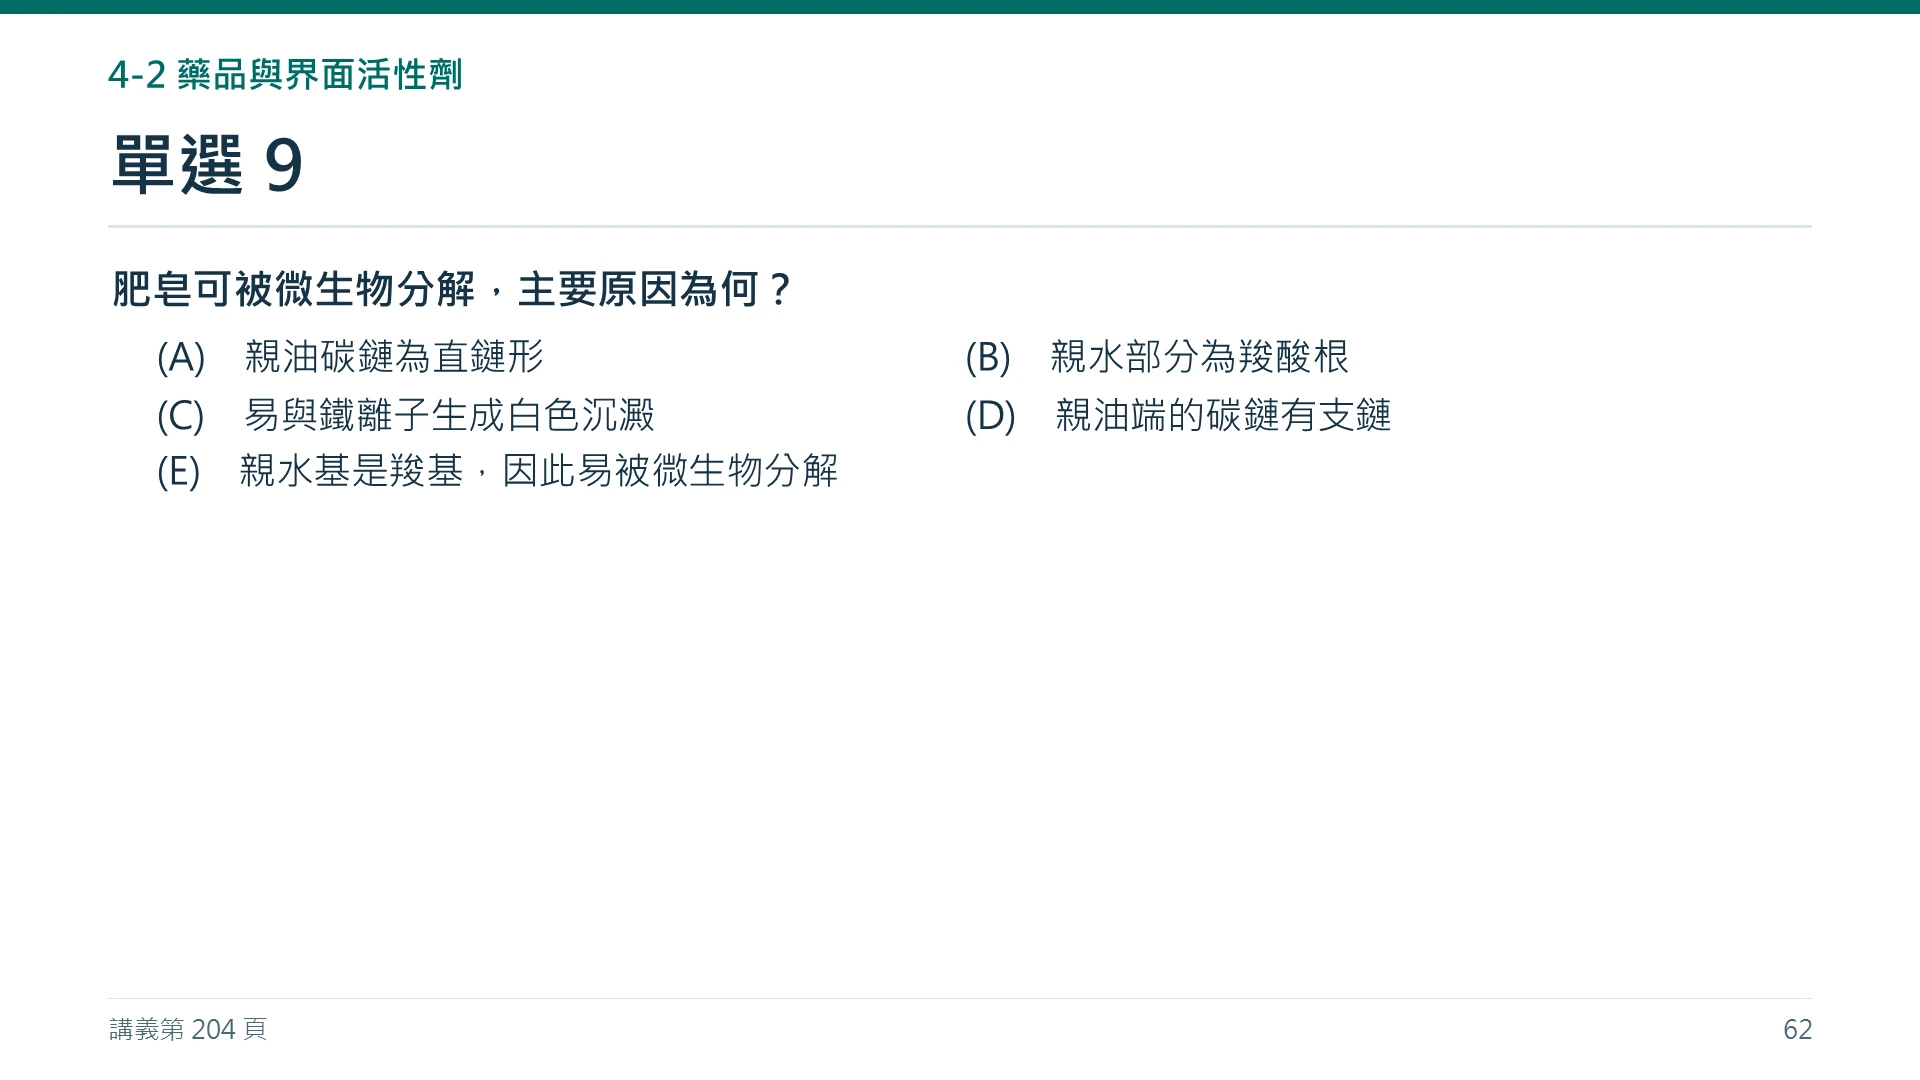 4-2 藥品與界面活性劑
單選 9
肥皂可被微生物分解，主要原因為何？
(A) 親油碳鏈為直鏈形
(B) 親水部分為羧酸根
(C) 易與鐵離子生成白色沉澱
(D) 親油端的碳鏈有支鏈
(E) 親水基是羧基，因此易被微生物分解
講義第 204 頁
62